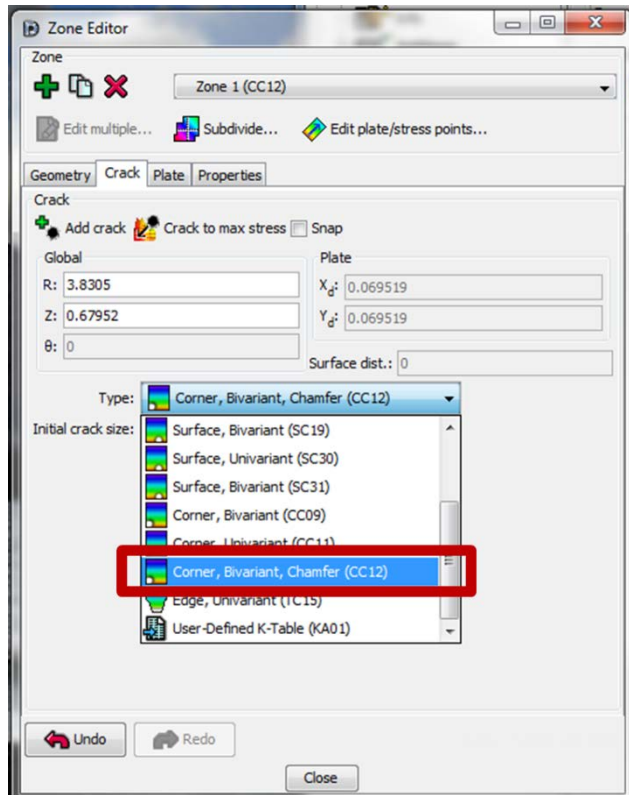 Zone Editor
Zone
Zone 1 (CC12)
Edit multiple... Subdivide... Edit plate/stress points...
Geometry Crack Plate Properties
Crack
Add crack Crack to max stress Snap
Global Plate
R: 3.8305 Xd: 0.069519
Z: 0.67952 Yd: 0.069519
θ: 0
Surface dist.: 0
Type: Corner, Bivariant, Chamfer (CC12)
Initial crack size: Surface, Bivariant (SC19)
Surface, Univariant (SC30)
Surface, Bivariant (SC31)
Corner, Bivariant (CC09)
Corner, Univariant (CC11)
Corner, Bivariant, Chamfer (CC12)
Edge, Univariant (TC15)
User-Defined K-Table (KA01)
Undo Redo
Close